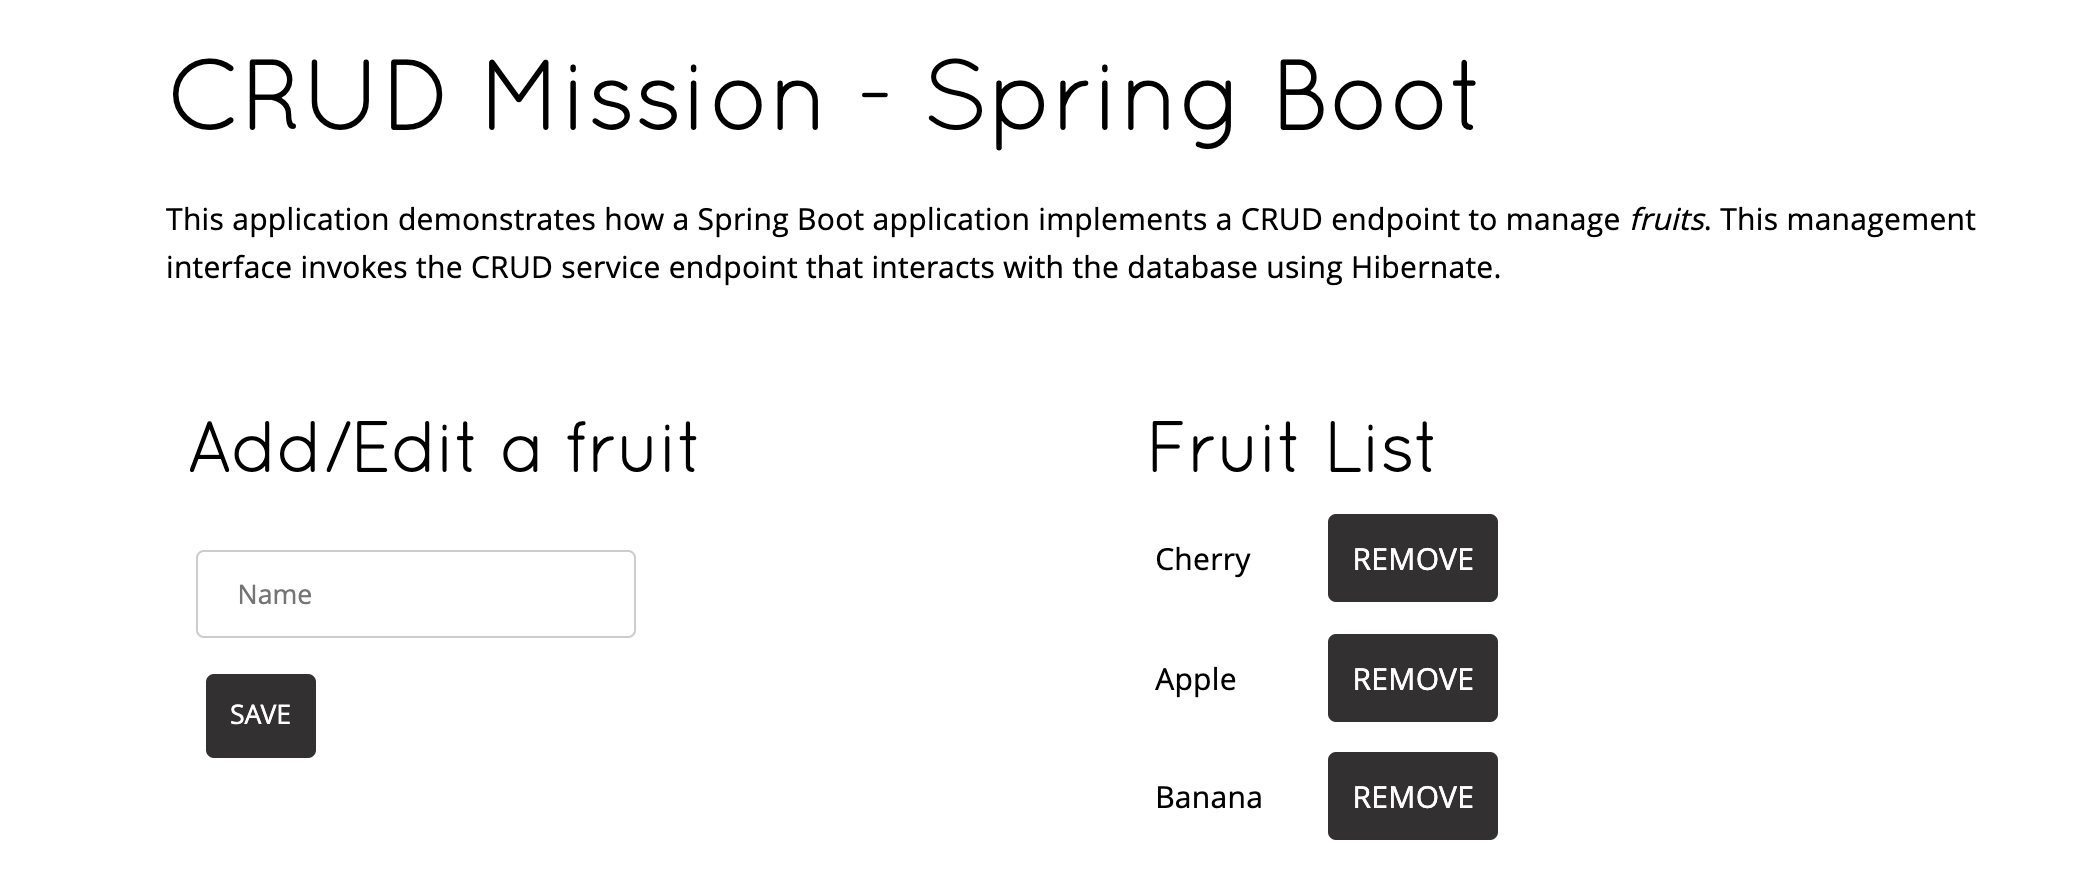 CRUD Mission - Spring Boot
This application demonstrates how a Spring Boot application implements a CRUD endpoint to manage fruits. This management
interface invokes the CRUD service endpoint that interacts with the database using Hibernate.
Add/Edit a fruit
Name
SAVE
Fruit List
Cherry REMOVE
Apple REMOVE
Banana REMOVE